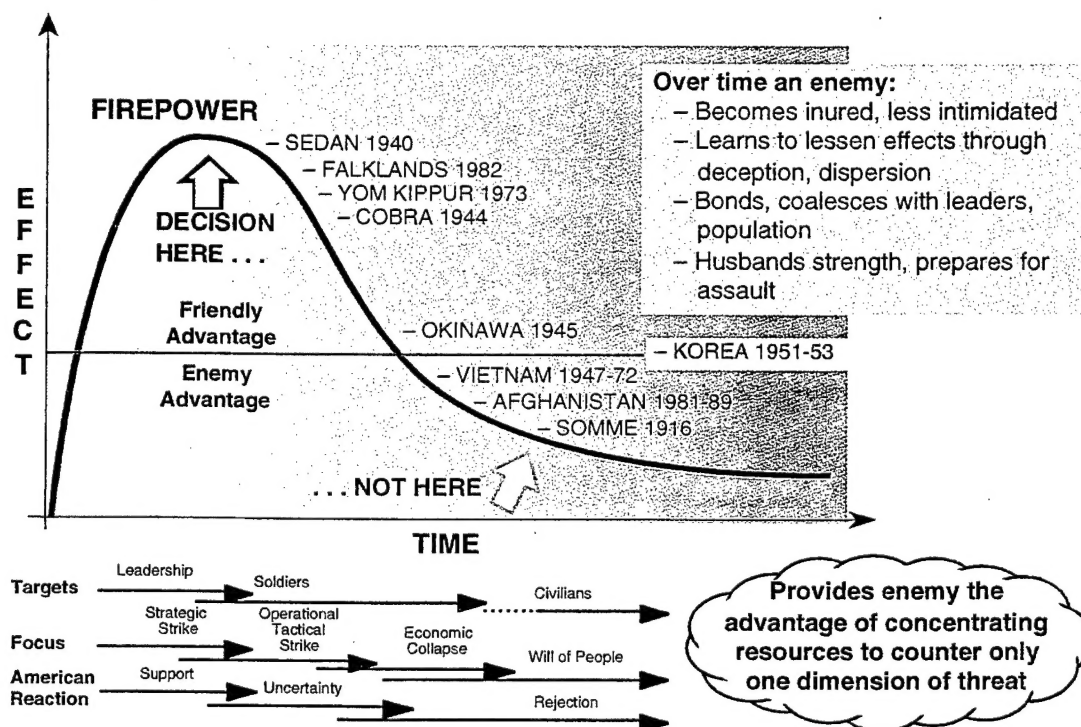 FIREPOWER
– SEDAN 1940
– FALKLANDS 1982
– YOM KIPPUR 1973
– COBRA 1944
DECISION
HERE . . .
EFFECT
Friendly
Advantage
– OKINAWA 1945
– KOREA 1951-53
Enemy
Advantage
– VIETNAM 1947-72
– AFGHANISTAN 1981-89
– SOMME 1916
. . . NOT HERE
TIME
Over time an enemy:
– Becomes inured, less intimidated
– Learns to lessen effects through
deception, dispersion
– Bonds, coalesces with leaders,
population
– Husbands strength, prepares for
assault
Targets
Leadership
Soldiers
Civilians
Focus
Strategic
Strike
Operational
Tactical
Strike
Economic
Collapse
Will of People
American
Reaction
Support
Uncertainty
Rejection
Provides enemy the
advantage of concentrating
resources to counter only
one dimension of threat